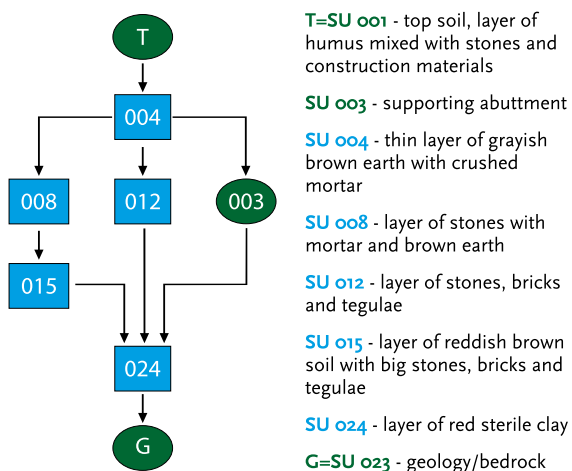 T
004
008
012
003
015
024
G
T=SU 001 - top soil, layer of
humus mixed with stones and
construction materials
SU 003 - supporting abuttment
SU 004 - thin layer of grayish
brown earth with crushed
mortar
SU 008 - layer of stones with
mortar and brown earth
SU 012 - layer of stones, bricks
and tegulae
SU 015 - layer of reddish brown
soil with big stones, bricks and
tegulae
SU 024 - layer of red sterile clay
G=SU 023 - geology/bedrock